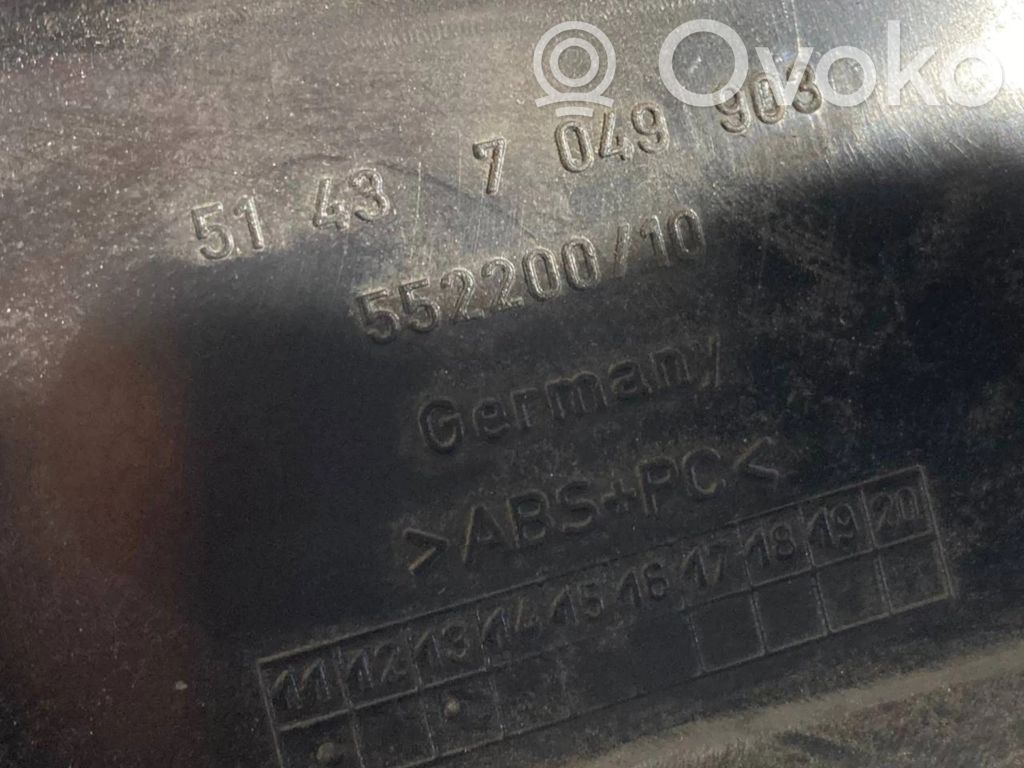 Ovoko
51 43 7 049 903
552200/10
Germany
>ABS+PC<
11 12 13 14 15 16 17 18 19 20